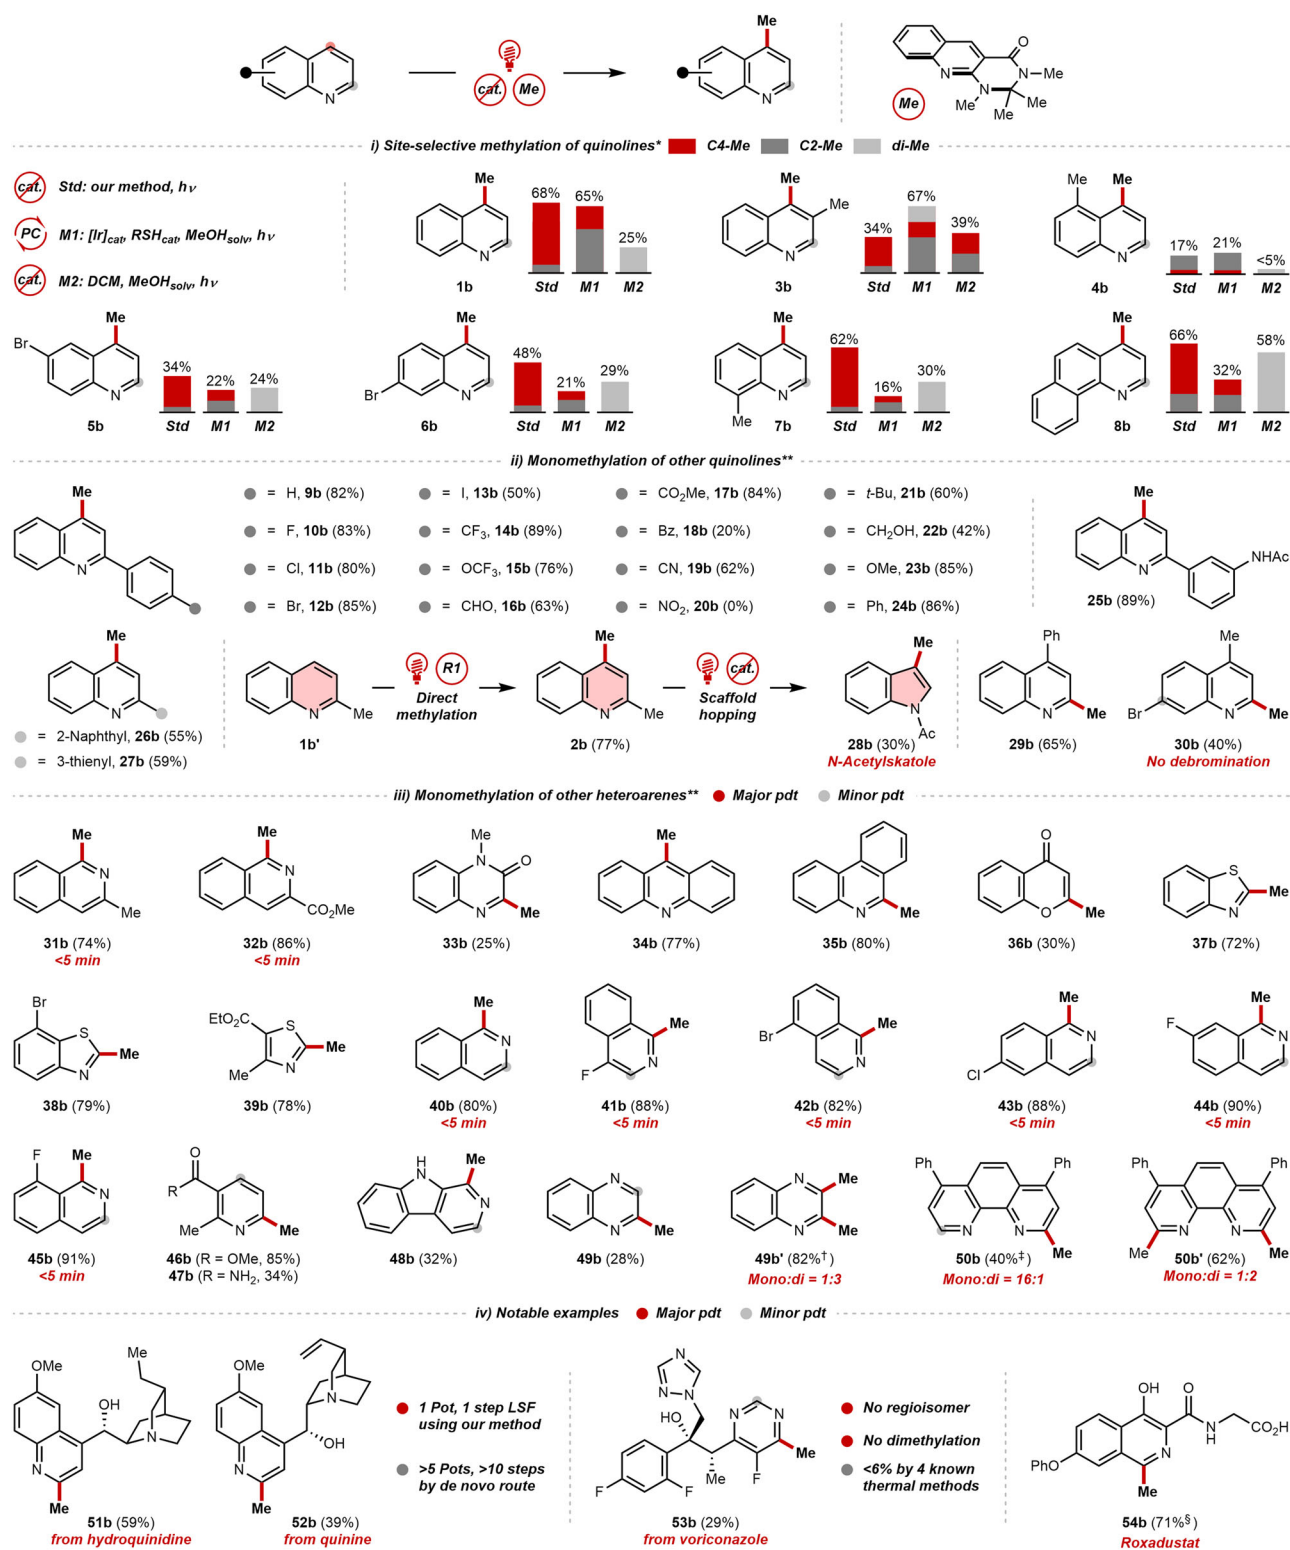 Me
N
N
cat. Me
O
N
N
Me
N
Me
Me
Me
Me
i) Site-selective methylation of quinolines* C4-Me C2-Me di-Me
cat. Std: our method, hν
PC M1: [Ir]cat, RSHcat, MeOHsolv, hν
cat. M2: DCM, MeOHsolv, hν
Me
N
1b
68% 65% 25%
Std M1 M2
Me
Me
N
3b
34% 67% 39%
Std M1 M2
Me Me
N
4b
17% 21% <5%
Std M1 M2
Me
Br
N
5b
34% 22% 24%
Std M1 M2
Me
Br
N
6b
48% 21% 29%
Std M1 M2
Me
N
Me
7b
62% 16% 30%
Std M1 M2
Me
N
8b
66% 32% 58%
Std M1 M2
ii) Monomethylation of other quinolines**
Me
N
= H, 9b (82%) = I, 13b (50%) = CO2Me, 17b (84%) = t-Bu, 21b (60%)
= F, 10b (83%) = CF3, 14b (89%) = Bz, 18b (20%) = CH2OH, 22b (42%)
= Cl, 11b (80%) = OCF3, 15b (76%) = CN, 19b (62%) = OMe, 23b (85%)
= Br, 12b (85%) = CHO, 16b (63%) = NO2, 20b (0%) = Ph, 24b (86%)
Me
N
NHAc
25b (89%)
Me
N
= 2-Naphthyl, 26b (55%)
= 3-thienyl, 27b (59%)
N
Me
1b'
R1
Direct
methylation
Me
N
Me
2b (77%)
cat.
Scaffold
hopping
Me
N
Ac
28b (30%)
N-Acetylskatole
Ph
N
Me
29b (65%)
Me
Br
N
Me
30b (40%)
No debromination
iii) Monomethylation of other heteroarenes** Major pdt Minor pdt
Me
N
Me
31b (74%)
<5 min
Me
N
CO2Me
32b (86%)
<5 min
Me
N
O
N
Me
33b (25%)
Me
N
34b (77%)
N
Me
35b (80%)
O
O
Me
36b (30%)
S
N
Me
37b (72%)
Br
S
N
Me
38b (79%)
EtO2C
S
Me
N
Me
39b (78%)
Me
N
40b (80%)
<5 min
Me
N
F
41b (88%)
<5 min
Br
Me
N
42b (82%)
<5 min
Me
N
Cl
43b (88%)
<5 min
Me
F
N
44b (90%)
<5 min
F Me
N
45b (91%)
<5 min
O
R
Me
N
Me
46b (R = OMe, 85%)
47b (R = NH2, 34%)
H
N
Me
N
48b (32%)
N
N
Me
49b (28%)
N
N
Me
Me
49b' (82%†)
Mono:di = 1:3
Ph
Ph
N
N
Me
50b (40%‡)
Mono:di = 16:1
Ph
Ph
N
N
Me
Me
50b' (62%)
Mono:di = 1:2
iv) Notable examples Major pdt Minor pdt
Me
OMe
OH
N
N
Me
51b (59%)
from hydroquinidine
OMe
N
OH
N
Me
52b (39%)
from quinine
1 Pot, 1 step LSF
using our method
>5 Pots, >10 steps
by de novo route
N
N
N
HO
N
N
Me
Me
F
F
F
53b (29%)
from voriconazole
No regioisomer
No dimethylation
<6% by 4 known
thermal methods
OH
O
N
H
CO2H
PhO
N
Me
54b (71%§)
Roxadustat